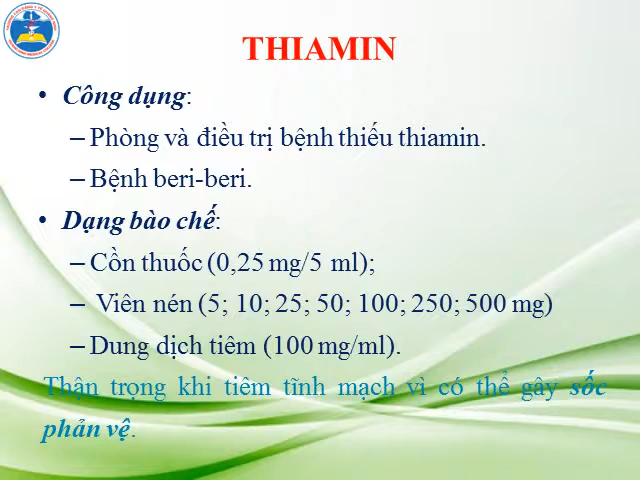 THIAMIN
• Công dụng:
– Phòng và điều trị bệnh thiếu thiamin.
– Bệnh beri-beri.
• Dạng bào chế:
– Cồn thuốc (0,25 mg/5 ml);
– Viên nén (5; 10; 25; 50; 100; 250; 500 mg)
– Dung dịch tiêm (100 mg/ml).
Thận trọng khi tiêm tĩnh mạch vì có thể gây sốc
phản vệ.